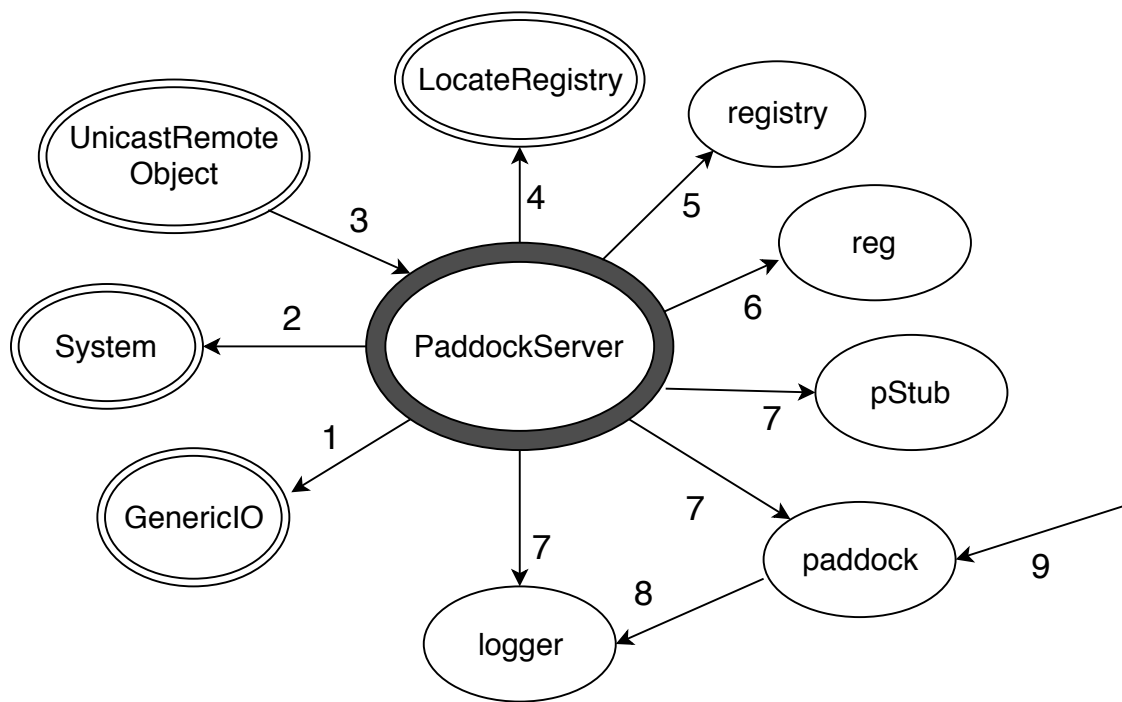 LocateRegistry
registry
UnicastRemote
Object
3
4
5
reg
6
System
2
PaddockServer
pStub
7
1
GenericIO
7
7
paddock
9
8
logger